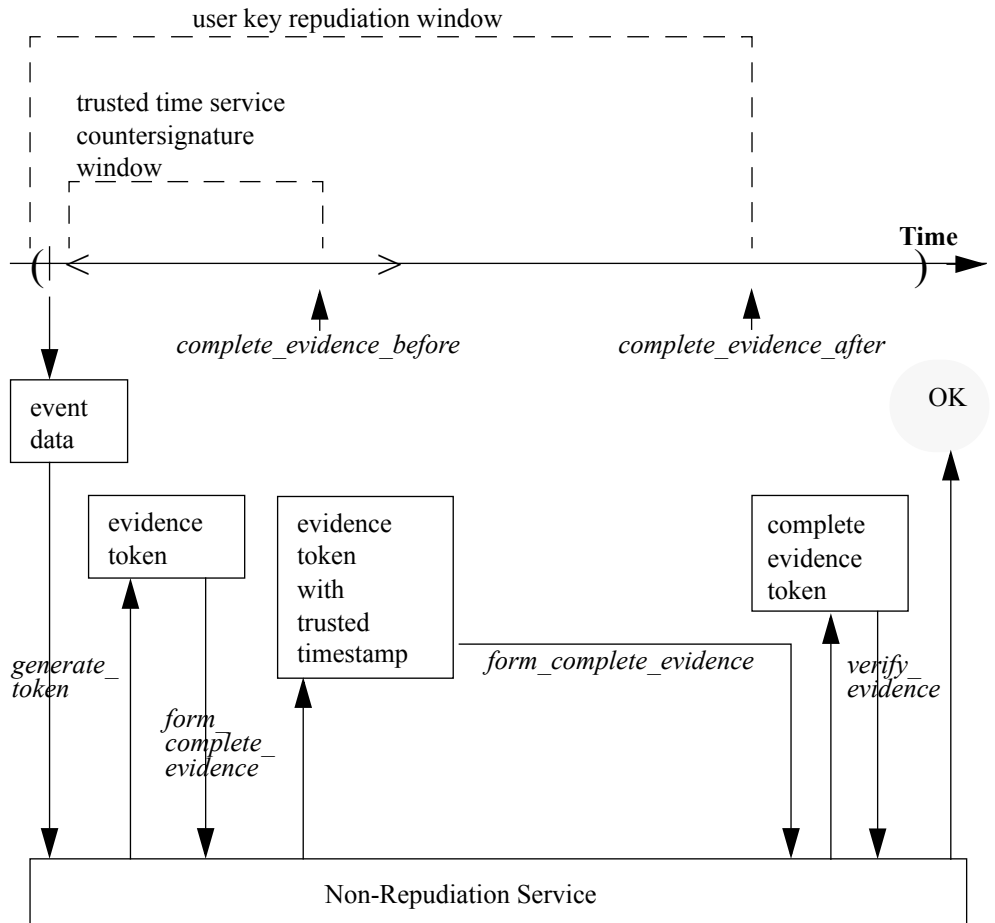 user key repudiation window
trusted time service
countersignature
window
Time
complete_evidence_before
complete_evidence_after
event
data
OK
evidence
token
evidence
token
with
trusted
timestamp
complete
evidence
token
generate_
token
form_
complete_
evidence
form_complete_evidence
verify_
evidence
Non-Repudiation Service